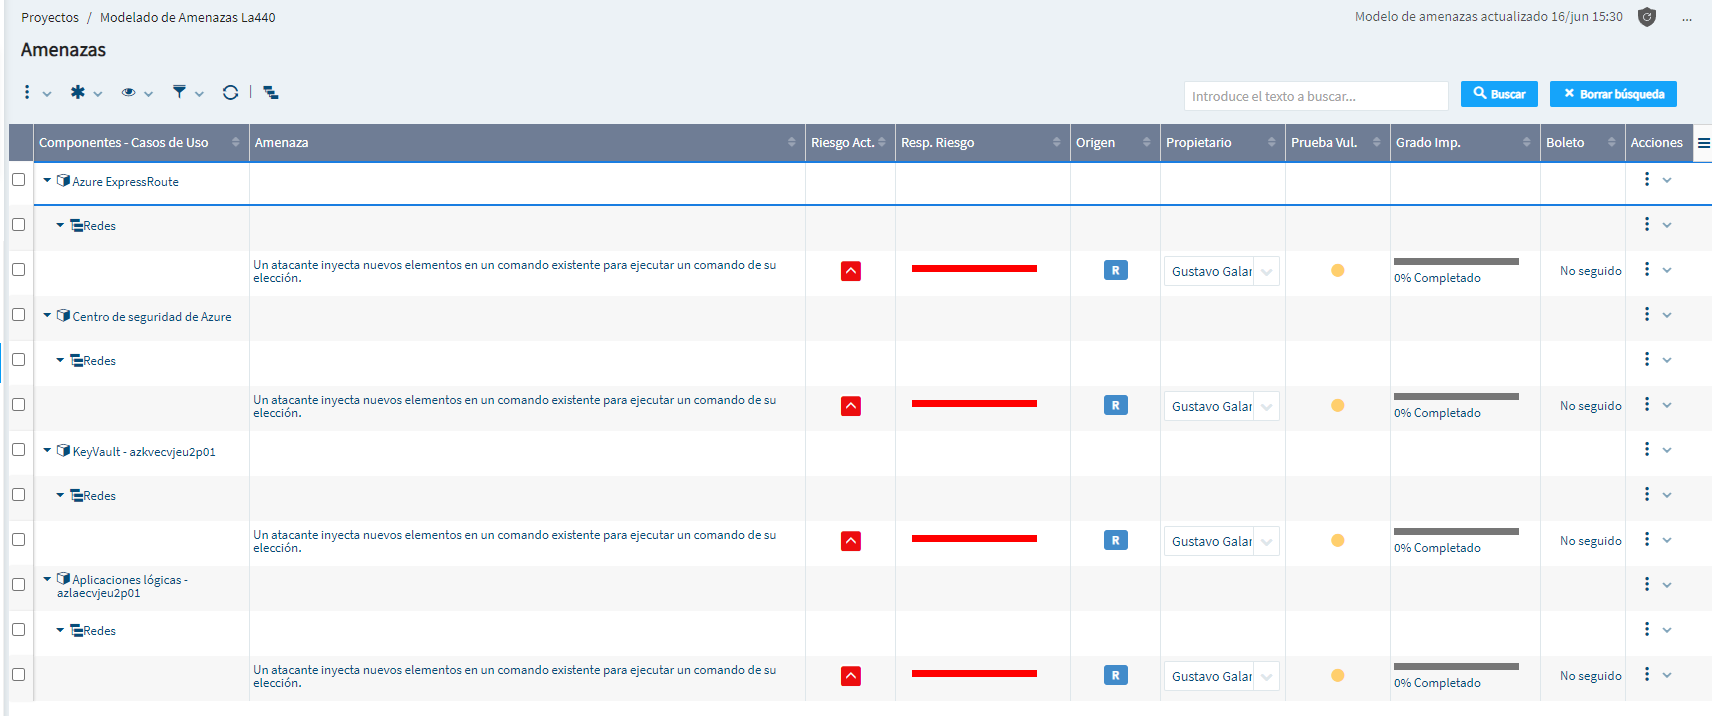 Proyectos / Modelado de Amenazas La440
Modelo de amenazas actualizado 16/jun 15:30
...
Amenazas
Introduce el texto a buscar...
Buscar
Borrar búsqueda
Componentes - Casos de Uso Amenaza Riesgo Act. Resp. Riesgo Origen Propietario Prueba Vul. Grado Imp. Boleto Acciones
Azure ExpressRoute
Redes
Un atacante inyecta nuevos elementos en un comando existente para ejecutar un comando de su
elección.
R
Gustavo Galar
0% Completado
No seguido
Centro de seguridad de Azure
Redes
Un atacante inyecta nuevos elementos en un comando existente para ejecutar un comando de su
elección.
R
Gustavo Galar
0% Completado
No seguido
KeyVault - azkvecvjeu2p01
Redes
Un atacante inyecta nuevos elementos en un comando existente para ejecutar un comando de su
elección.
R
Gustavo Galar
0% Completado
No seguido
Aplicaciones lógicas -
azlaecvjeu2p01
Redes
Un atacante inyecta nuevos elementos en un comando existente para ejecutar un comando de su
elección.
R
Gustavo Galar
0% Completado
No seguido